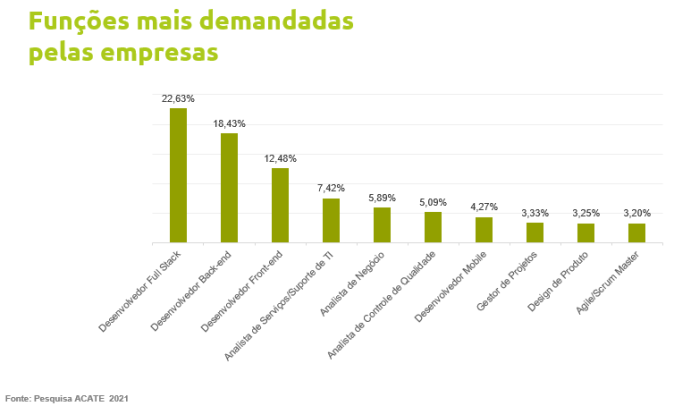 Funções mais demandadas
pelas empresas
22,63%
18,43%
12,48%
7,42%
5,89%
5,09%
4,27%
3,33%
3,25%
3,20%
Desenvolvedor Full Stack
Desenvolvedor Back-end
Desenvolvedor Front-end
Analista de Serviços/Suporte de TI
Analista de Negócio
Analista de Controle de Qualidade
Desenvolvedor Mobile
Gestor de Projetos
Design de Produto
Agile/Scrum Master
Fonte: Pesquisa ACATE 2021